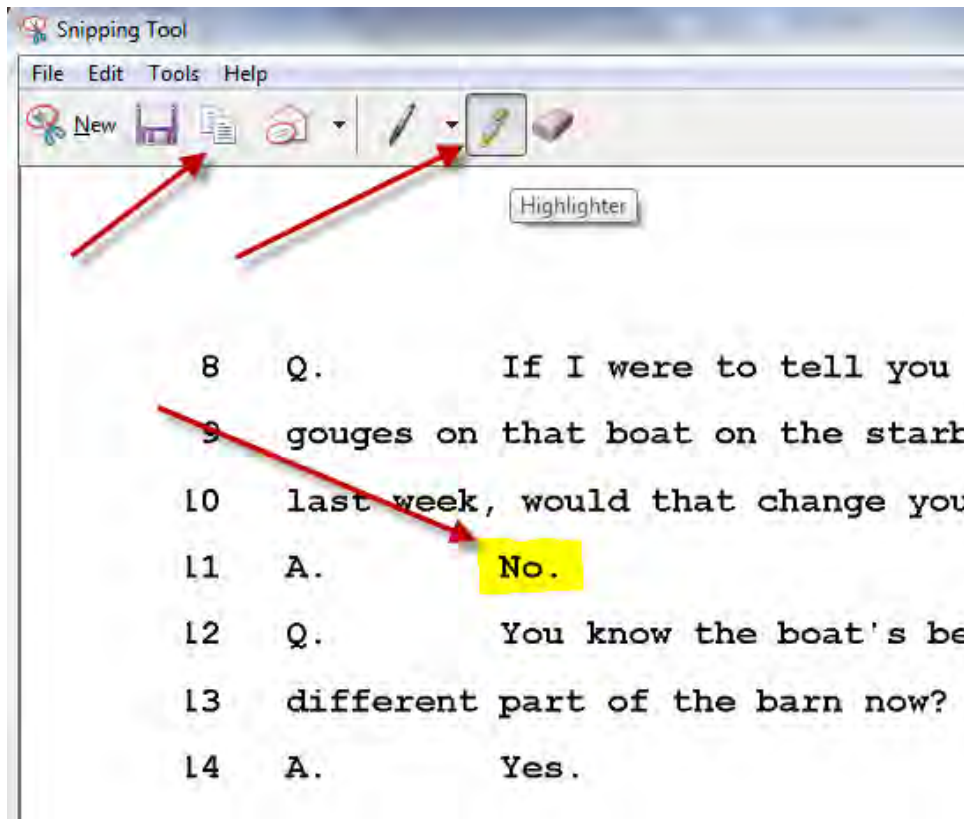 Snipping Tool
File Edit Tools Help
New
Highlighter
8 Q. If I were to tell you
9 gouges on that boat on the starb
10 last week, would that change you
11 A. No.
12 Q. You know the boat's be
13 different part of the barn now?
14 A. Yes.